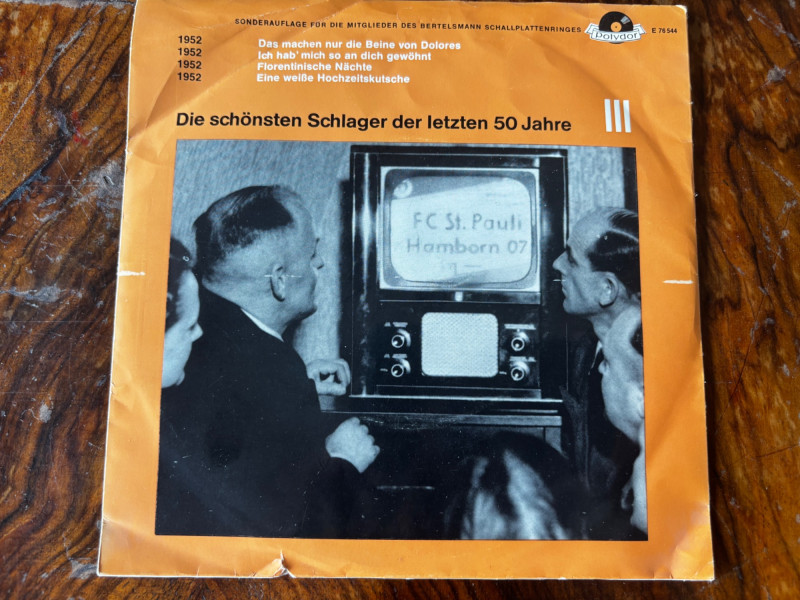 SONDERAUFLAGE FÜR DIE MITGLIEDER DES BERTELSMANN SCHALLPLATTENRINGES
Polydor
E 76544
1952 Das machen nur die Beine von Dolores
1952 Ich hab' mich so an dich gewöhnt
1952 Florentinische Nächte
1952 Eine weiße Hochzeitskutsche
Die schönsten Schlager der letzten 50 Jahre III
FC St. Pauli
Hamborn 07